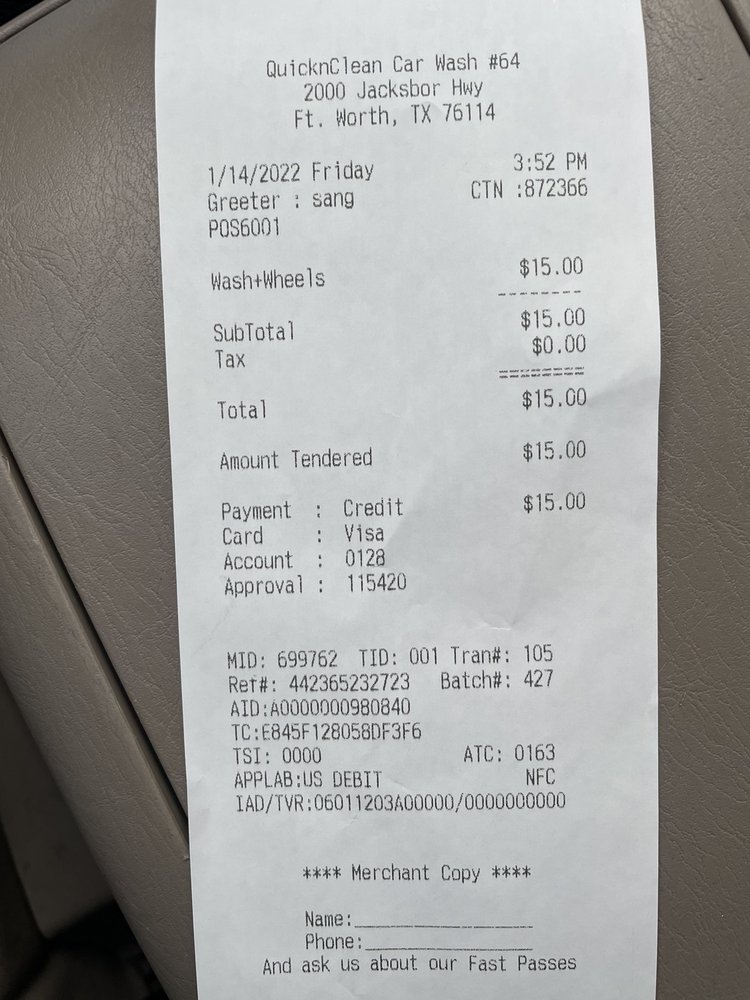 QuicknClean Car Wash #64
2000 Jacksbor Hwy
Ft. Worth, TX 76114
1/14/2022 Friday 3:52 PM
Greeter : sang CTN :872366
POS6001
Wash+Wheels $15.00
SubTotal $15.00
Tax $0.00
Total $15.00
Amount Tendered $15.00
Payment : Credit $15.00
Card : Visa
Account : 0128
Approval : 115420
MID: 699762 TID: 001 Tran#: 105
Ref#: 442365232723 Batch#: 427
AID:A0000000980840
TC:E845F128058DF3F6
TSI: 0000 ATC: 0163
APPLAB:US DEBIT NFC
IAD/TVR:06011203A00000/0000000000
**** Merchant Copy ****
Name:
Phone:
And ask us about our Fast Passes